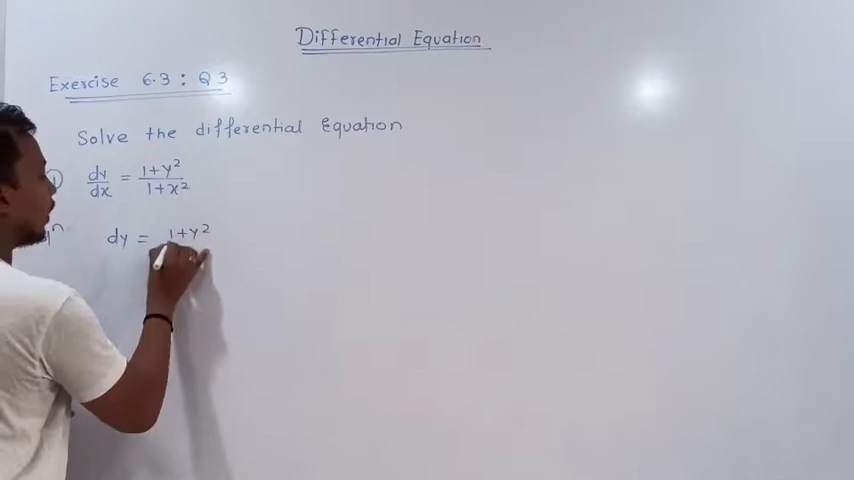 Differential Equation
Exercise 6.3 : Q 3
Solve the differential Equation
① dy/dx = 1+y²/1+x²
dy = 1+y²